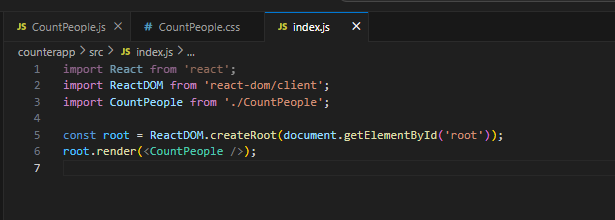 JS CountPeople.js × # CountPeople.css JS index.js ×
counterapp > src > JS index.js > ...
1 import React from 'react';
2 import ReactDOM from 'react-dom/client';
3 import CountPeople from './CountPeople';
4
5 const root = ReactDOM.createRoot(document.getElementById('root'));
6 root.render(<CountPeople />);
7